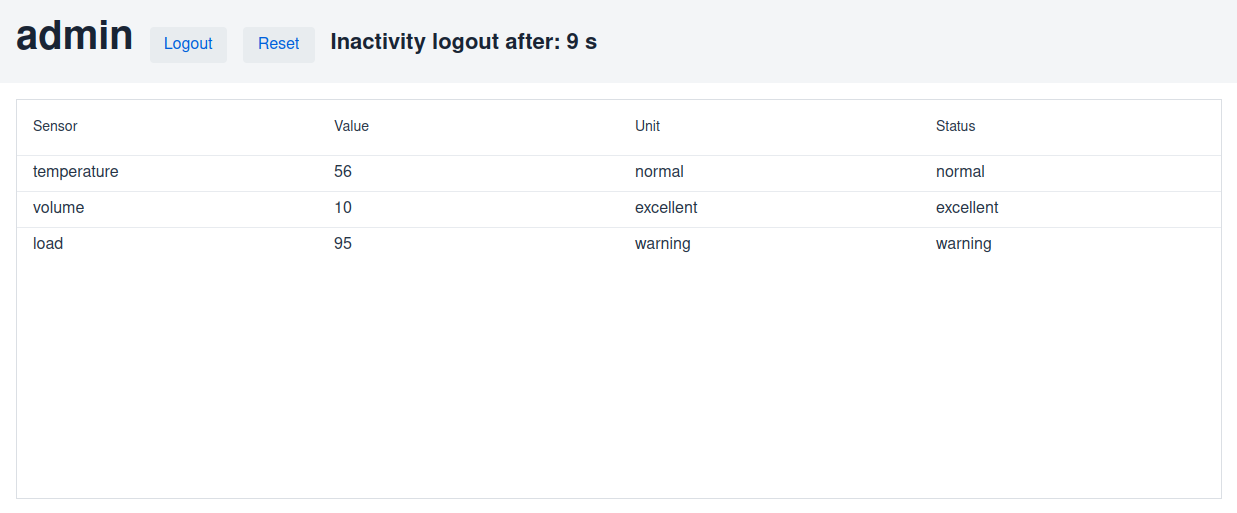 admin Logout Reset Inactivity logout after: 9 s
Sensor Value Unit Status
temperature 56 normal normal
volume 10 excellent excellent
load 95 warning warning